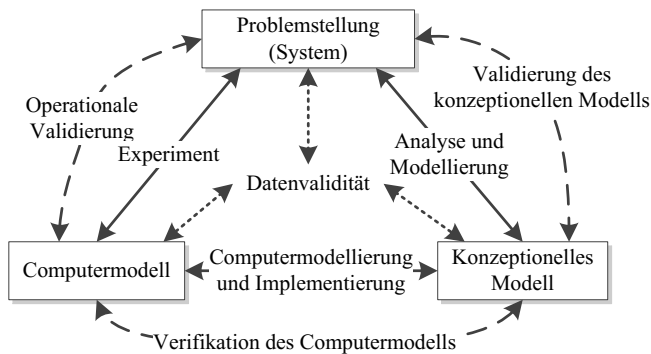 Problemstellung
(System)
Operationale
Validierung
Validierung des
konzeptionellen Modells
Experiment
Analyse und
Modellierung
Datenvalidität
Computermodell
Computermodellierung
und Implementierung
Konzeptionelles
Modell
Verifikation des Computermodells